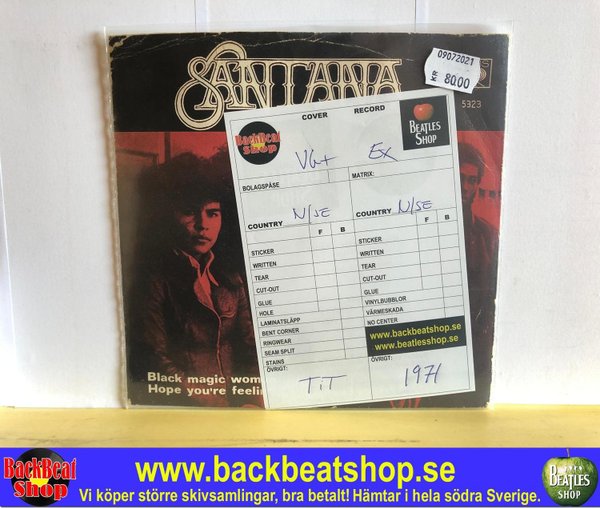 SANTANA
09072021
KR 80.00
5323
COVER RECORD
BackBeat Shop
BEATLES SHOP
VG+ EX
BOLAGSPÅSE MATRIX:
COUNTRY N/SE COUNTRY N/SE
F B F B
STICKER STICKER
WRITTEN WRITTEN
TEAR TEAR
CUT-OUT CUT-OUT
GLUE GLUE
HOLE VINYLBUBBLOR
LAMINATSLÄPP VÄRMESKADA
BENT CORNER NO CENTER
RINGWEAR www.backbeatshop.se
SEAM SPLIT www.beatlesshop.se
STAINS
ÖVRIGT: ÖVRIGT:
TiT 1971
Black magic
Hope you're
BackBeat Shop
www.backbeatshop.se
Vi köper större skivsamlingar, bra betalt! Hämtar i hela södra Sverige.
BEATLES SHOP